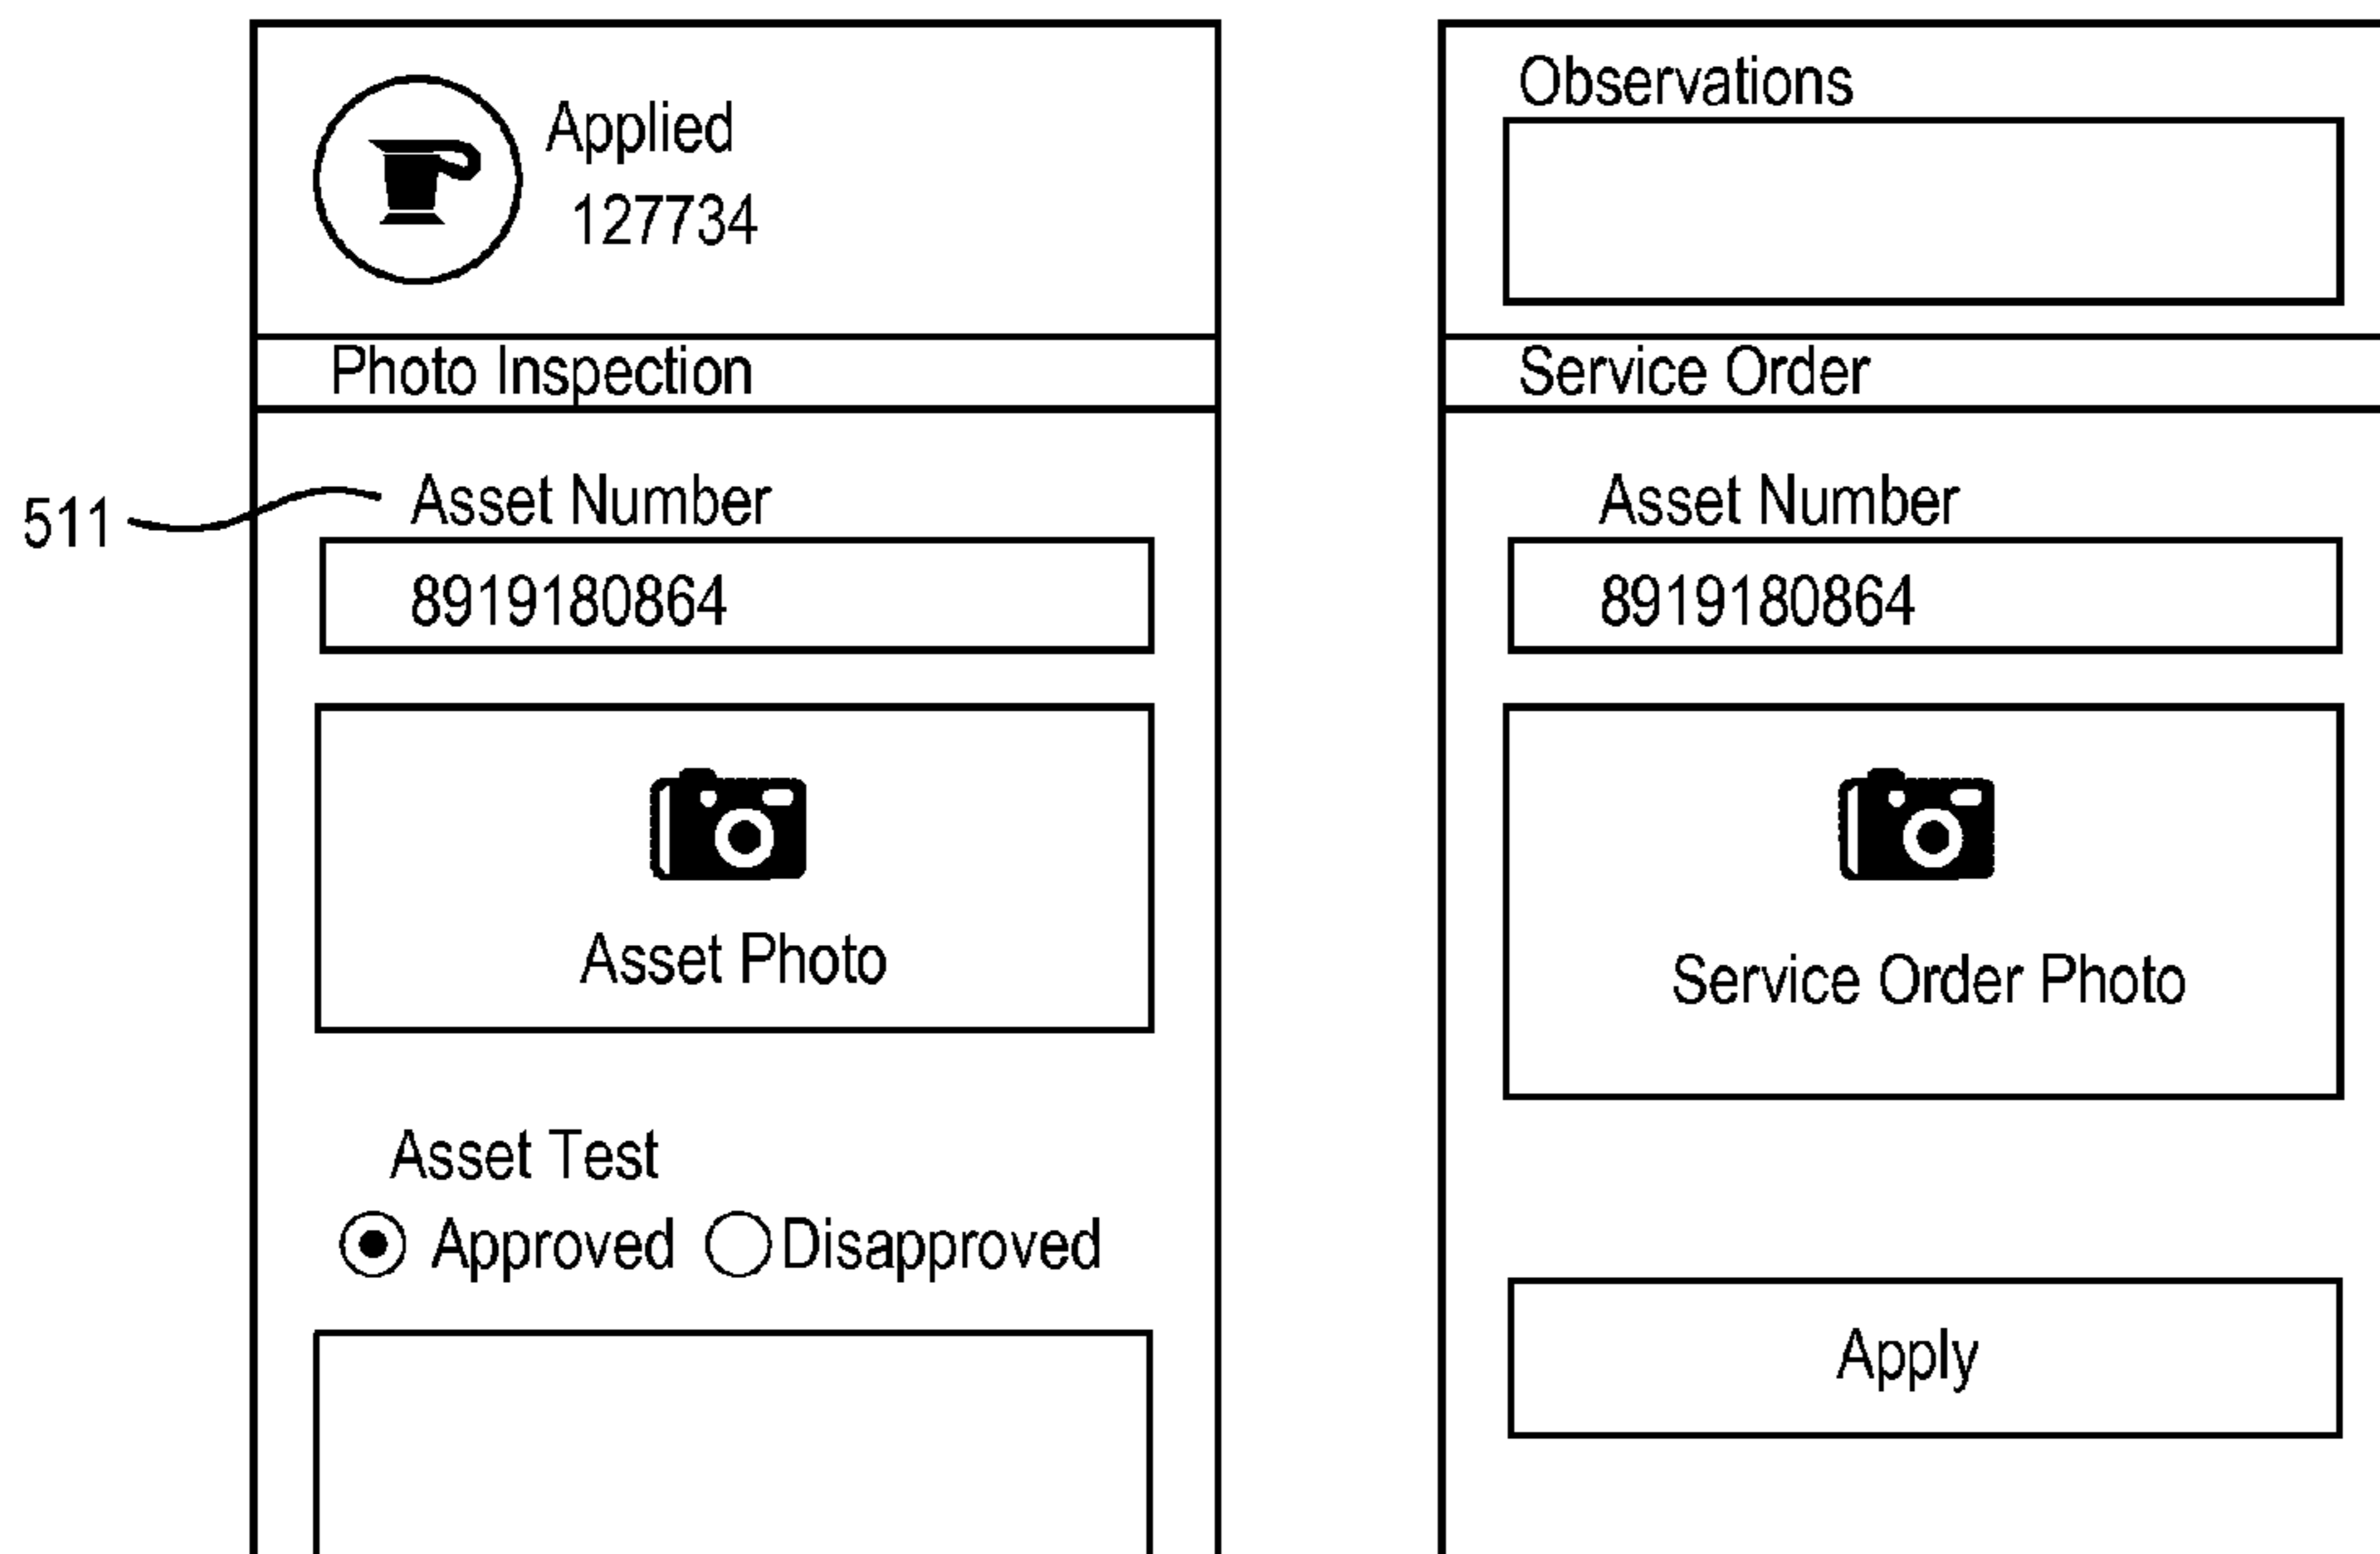 Applied
127734
Photo Inspection
511
Asset Number
8919180864
Asset Photo
Asset Test
Approved Disapproved
Observations
Service Order
Asset Number
8919180864
Service Order Photo
Apply